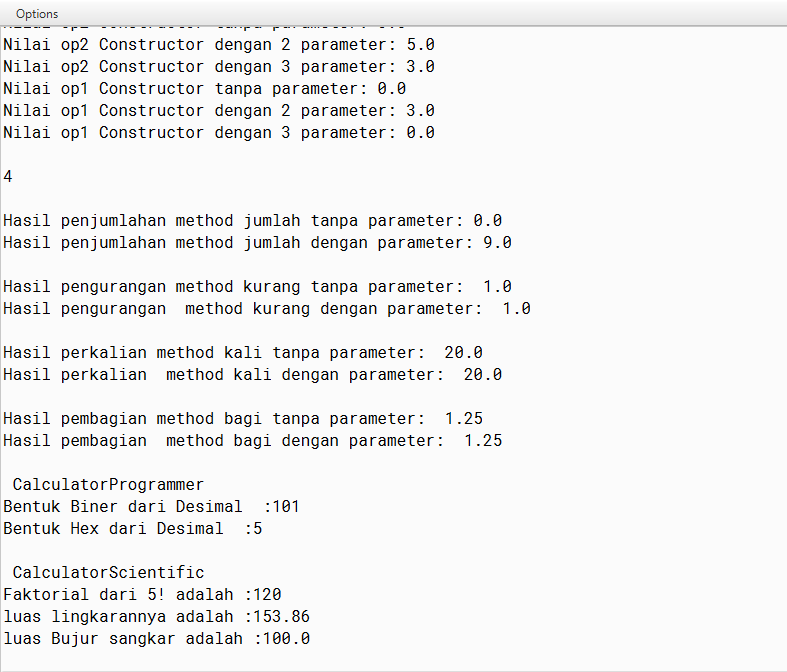 Options
Nilai op2 Constructor tanpa parameter: 0.0
Nilai op2 Constructor dengan 2 parameter: 5.0
Nilai op2 Constructor dengan 3 parameter: 3.0
Nilai op1 Constructor tanpa parameter: 0.0
Nilai op1 Constructor dengan 2 parameter: 3.0
Nilai op1 Constructor dengan 3 parameter: 0.0
4
Hasil penjumlahan method jumlah tanpa parameter: 0.0
Hasil penjumlahan method jumlah dengan parameter: 9.0
Hasil pengurangan method kurang tanpa parameter:  1.0
Hasil pengurangan  method kurang dengan parameter:  1.0
Hasil perkalian method kali tanpa parameter:  20.0
Hasil perkalian  method kali dengan parameter:  20.0
Hasil pembagian method bagi tanpa parameter:  1.25
Hasil pembagian  method bagi dengan parameter:  1.25
 CalculatorProgrammer
Bentuk Biner dari Desimal  :101
Bentuk Hex dari Desimal  :5
 CalculatorScientific
Faktorial dari 5! adalah :120
luas lingkarannya adalah :153.86
luas Bujur sangkar adalah :100.0